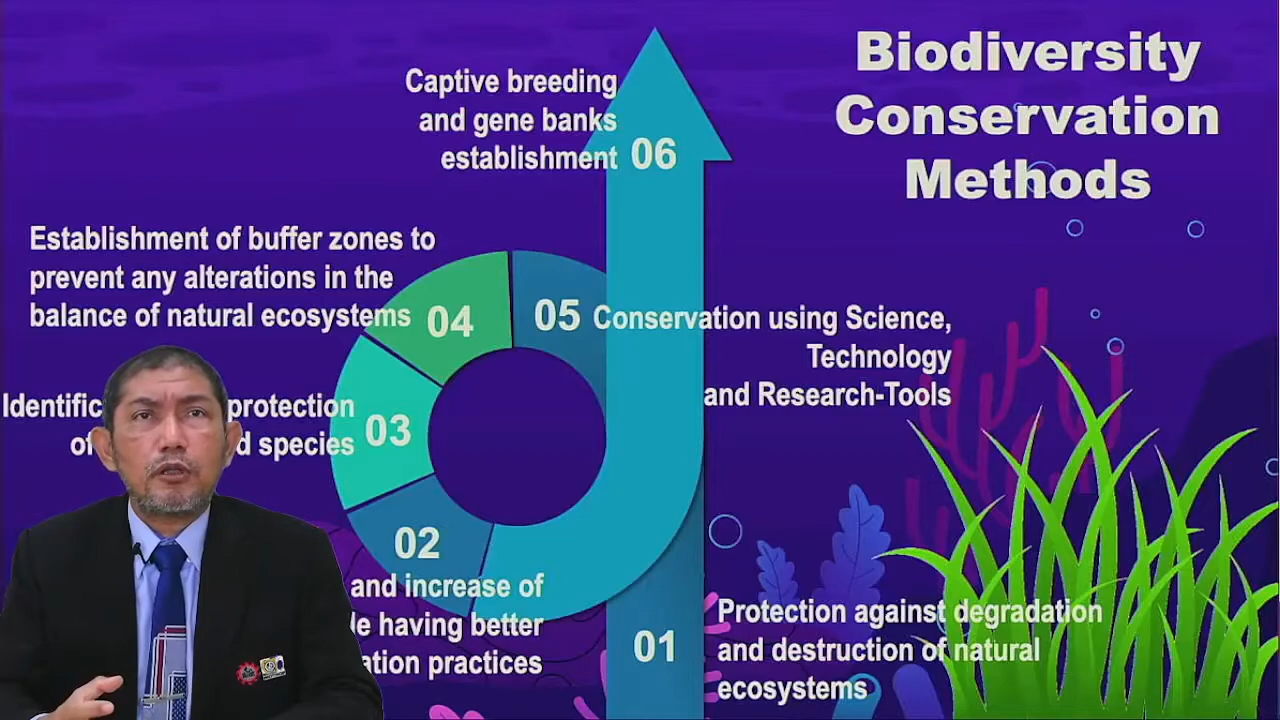 Biodiversity
Conservation
Methods
Captive breeding
and gene banks
establishment
06
Establishment of buffer zones to
prevent any alterations in the
balance of natural ecosystems
04
05
Conservation using Science,
Technology
and Research-Tools
protection
species
03
02
and increase of
having better
practices
01
Protection against degradation
and destruction of natural
ecosystems